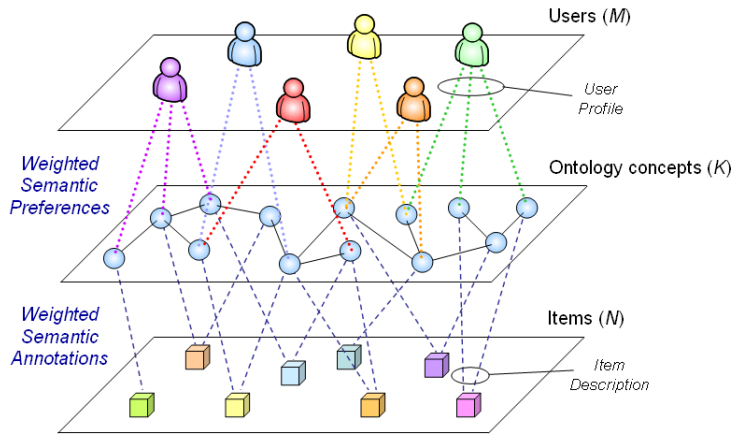 Users (M)
User
Profile
Weighted
Semantic
Preferences
Ontology concepts (K)
Weighted
Semantic
Annotations
Items (N)
Item
Description